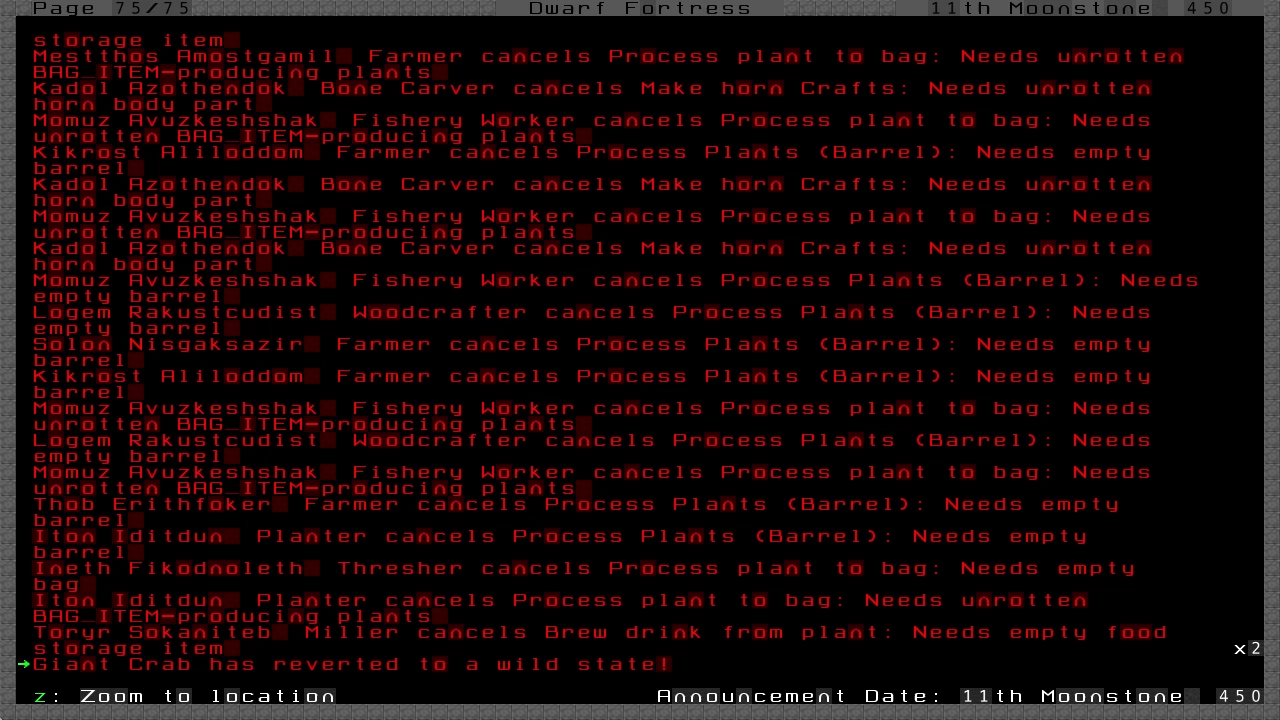 Page 75/75 Dwarf Fortress 11th Moonstone 450
storage item
Mestthos Amostgamil Farmer cancels Process plant to bag: Needs unrotten
BAG_ITEM-producing plants
Kadol Azothendok Bone Carver cancels Make horn Crafts: Needs unrotten
horn body part
Momuz Avuzkeshshak Fishery Worker cancels Process plant to bag: Needs
unrotten BAG_ITEM-producing plants
Kikrost Aliloddom Farmer cancels Process Plants (Barrel): Needs empty
barrel
Kadol Azothendok Bone Carver cancels Make horn Crafts: Needs unrotten
horn body part
Momuz Avuzkeshshak Fishery Worker cancels Process plant to bag: Needs
unrotten BAG_ITEM-producing plants
Kadol Azothendok Bone Carver cancels Make horn Crafts: Needs unrotten
horn body part
Momuz Avuzkeshshak Fishery Worker cancels Process Plants (Barrel): Needs
empty barrel
Logem Rakustcudist Woodcrafter cancels Process Plants (Barrel): Needs
empty barrel
Solon Nisgaksazir Farmer cancels Process Plants (Barrel): Needs empty
barrel
Kikrost Aliloddom Farmer cancels Process Plants (Barrel): Needs empty
barrel
Momuz Avuzkeshshak Fishery Worker cancels Process plant to bag: Needs
unrotten BAG_ITEM-producing plants
Logem Rakustcudist Woodcrafter cancels Process Plants (Barrel): Needs
empty barrel
Momuz Avuzkeshshak Fishery Worker cancels Process plant to bag: Needs
unrotten BAG_ITEM-producing plants
Thob Erithfoker Farmer cancels Process Plants (Barrel): Needs empty
barrel
Iton Iditdun Planter cancels Process Plants (Barrel): Needs empty
barrel
Ineth Fikodnoleth Thresher cancels Process plant to bag: Needs empty
bag
Iton Iditdun Planter cancels Process plant to bag: Needs unrotten
BAG_ITEM-producing plants
Toryr Sokaniteb Miller cancels Brew drink from plant: Needs empty food
storage item x2
→Giant Crab has reverted to a wild state!
z: Zoom to location Announcement Date: 11th Moonstone 450